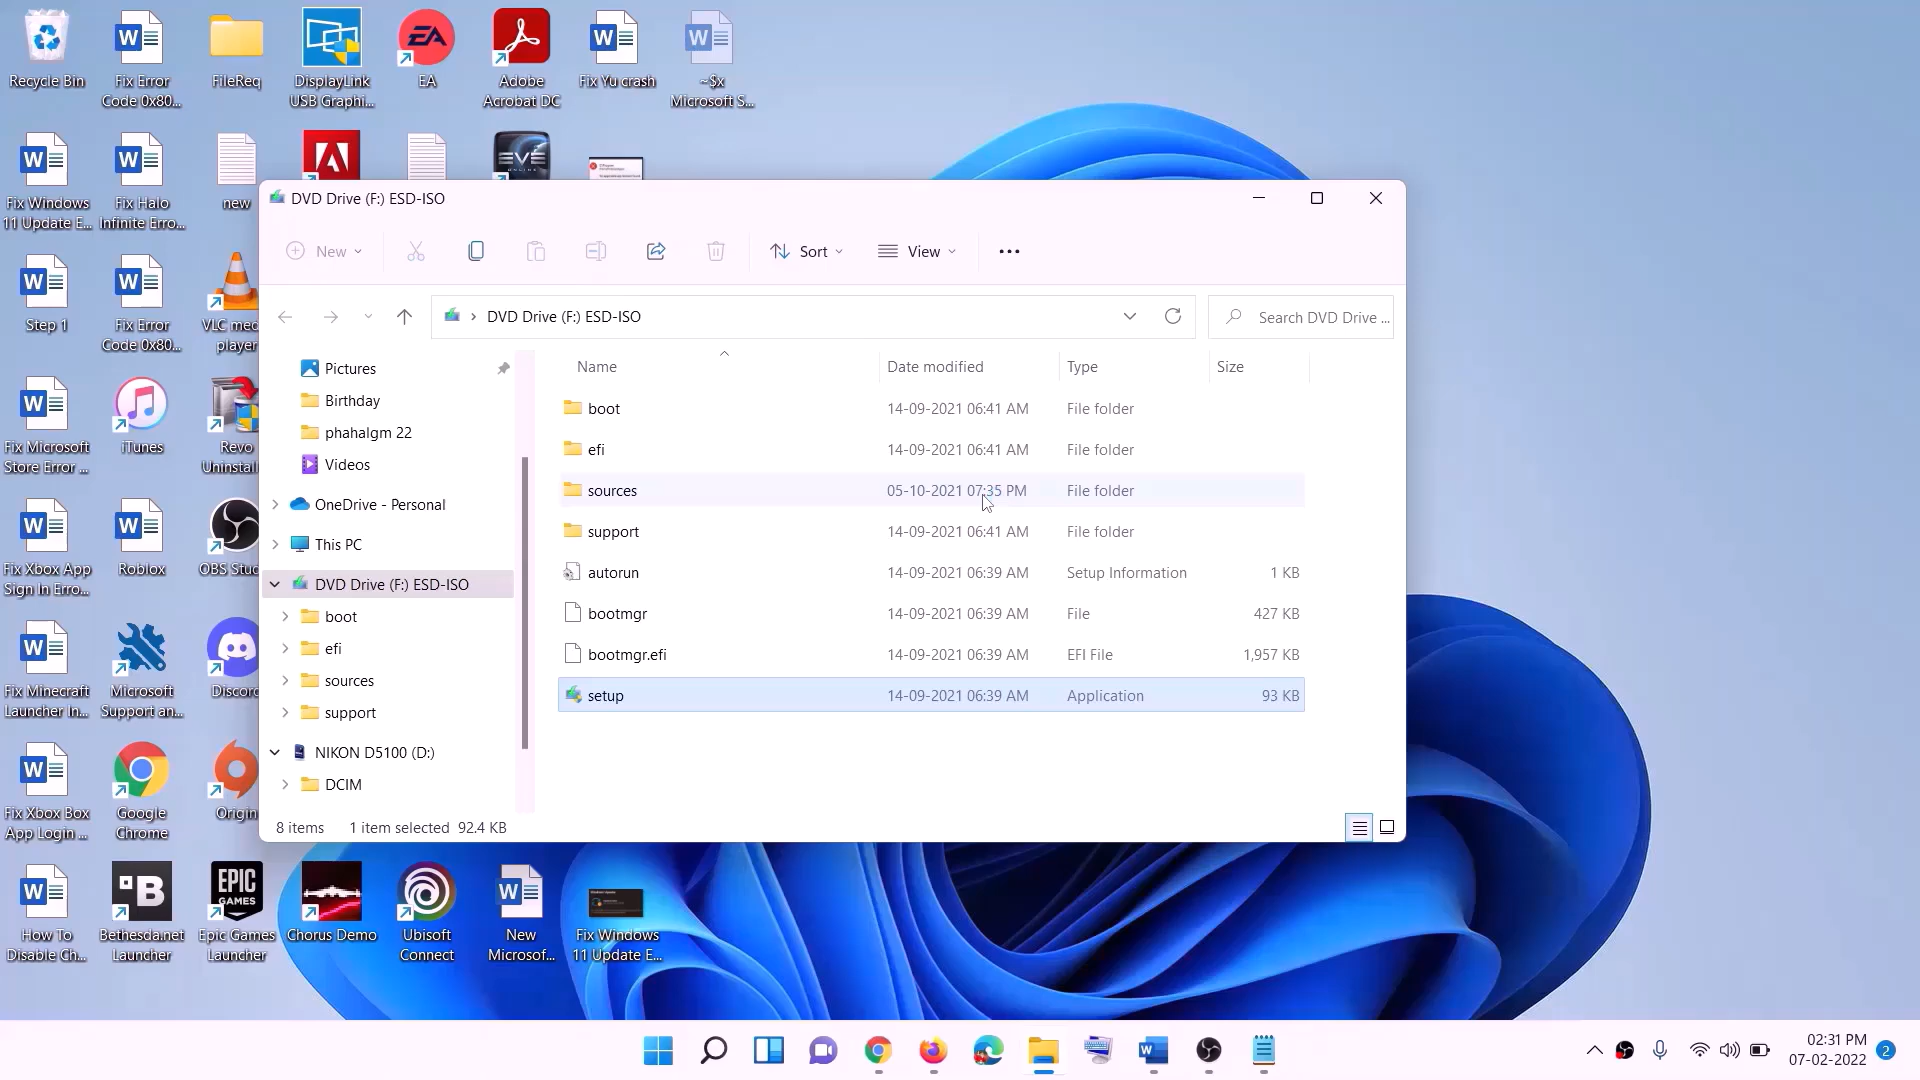 Recycle Bin
Fix Error
Code 0x80...
FileReq
DisplayLink
USB Graphi...
EA
EA
Adobe
Acrobat DC
Fix Yu crash
~$x
Microsoft S...
EVE
ONLINE
Fix Windows
11 Update E...
Fix Halo
Infinite Erro...
new
Step 1
Fix Error
Code 0x80...
VLC med
player
Fix Microsoft
Store Error ...
iTunes
Revo
Uninstall
Fix Xbox App
Sign In Erro...
Roblox
OBS Stud
Fix Minecraft
Launcher In...
Microsoft
Support an...
Discord
Fix Xbox Box
App Login ...
Google
Chrome
Origin
How To
Disable Ch...
Bethesda.net
Launcher
EPIC
GAMES
Epic Games
Launcher
Chorus Demo
Ubisoft
Connect
New
Microsof...
Fix Windows
11 Update E...
DVD Drive (F:) ESD-ISO
New
Sort
View
DVD Drive (F:) ESD-ISO
Search DVD Drive ...
Pictures
Birthday
phahalgm 22
Videos
OneDrive - Personal
This PC
DVD Drive (F:) ESD-ISO
boot
efi
sources
support
NIKON D5100 (D:)
DCIM
Name Date modified Type Size
boot 14-09-2021 06:41 AM File folder
efi 14-09-2021 06:41 AM File folder
sources 05-10-2021 07:35 PM File folder
support 14-09-2021 06:41 AM File folder
autorun 14-09-2021 06:39 AM Setup Information 1 KB
bootmgr 14-09-2021 06:39 AM File 427 KB
bootmgr.efi 14-09-2021 06:39 AM EFI File 1,957 KB
setup 14-09-2021 06:39 AM Application 93 KB
8 items 1 item selected 92.4 KB
02:31 PM
07-02-2022
2